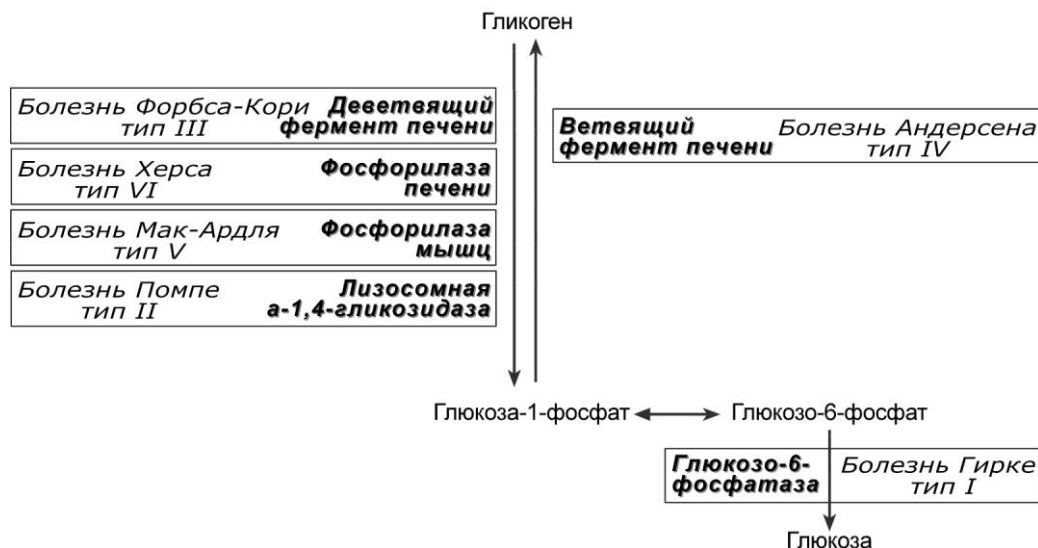 Гликоген
Болезнь Форбса-Кори Деветвящий
тип III фермент печени
Ветвящий Болезнь Андерсена
фермент печени тип IV
Болезнь Херса Фосфорилаза
тип VI печени
Болезнь Мак-Ардля Фосфорилаза
тип V мышц
Болезнь Помпе Лизосомная
тип II а-1,4-гликозидаза
Глюкоза-1-фосфат Глюкозо-6-фосфат
Глюкозо-6- Болезнь Гирке
фосфатаза тип I
Глюкоза